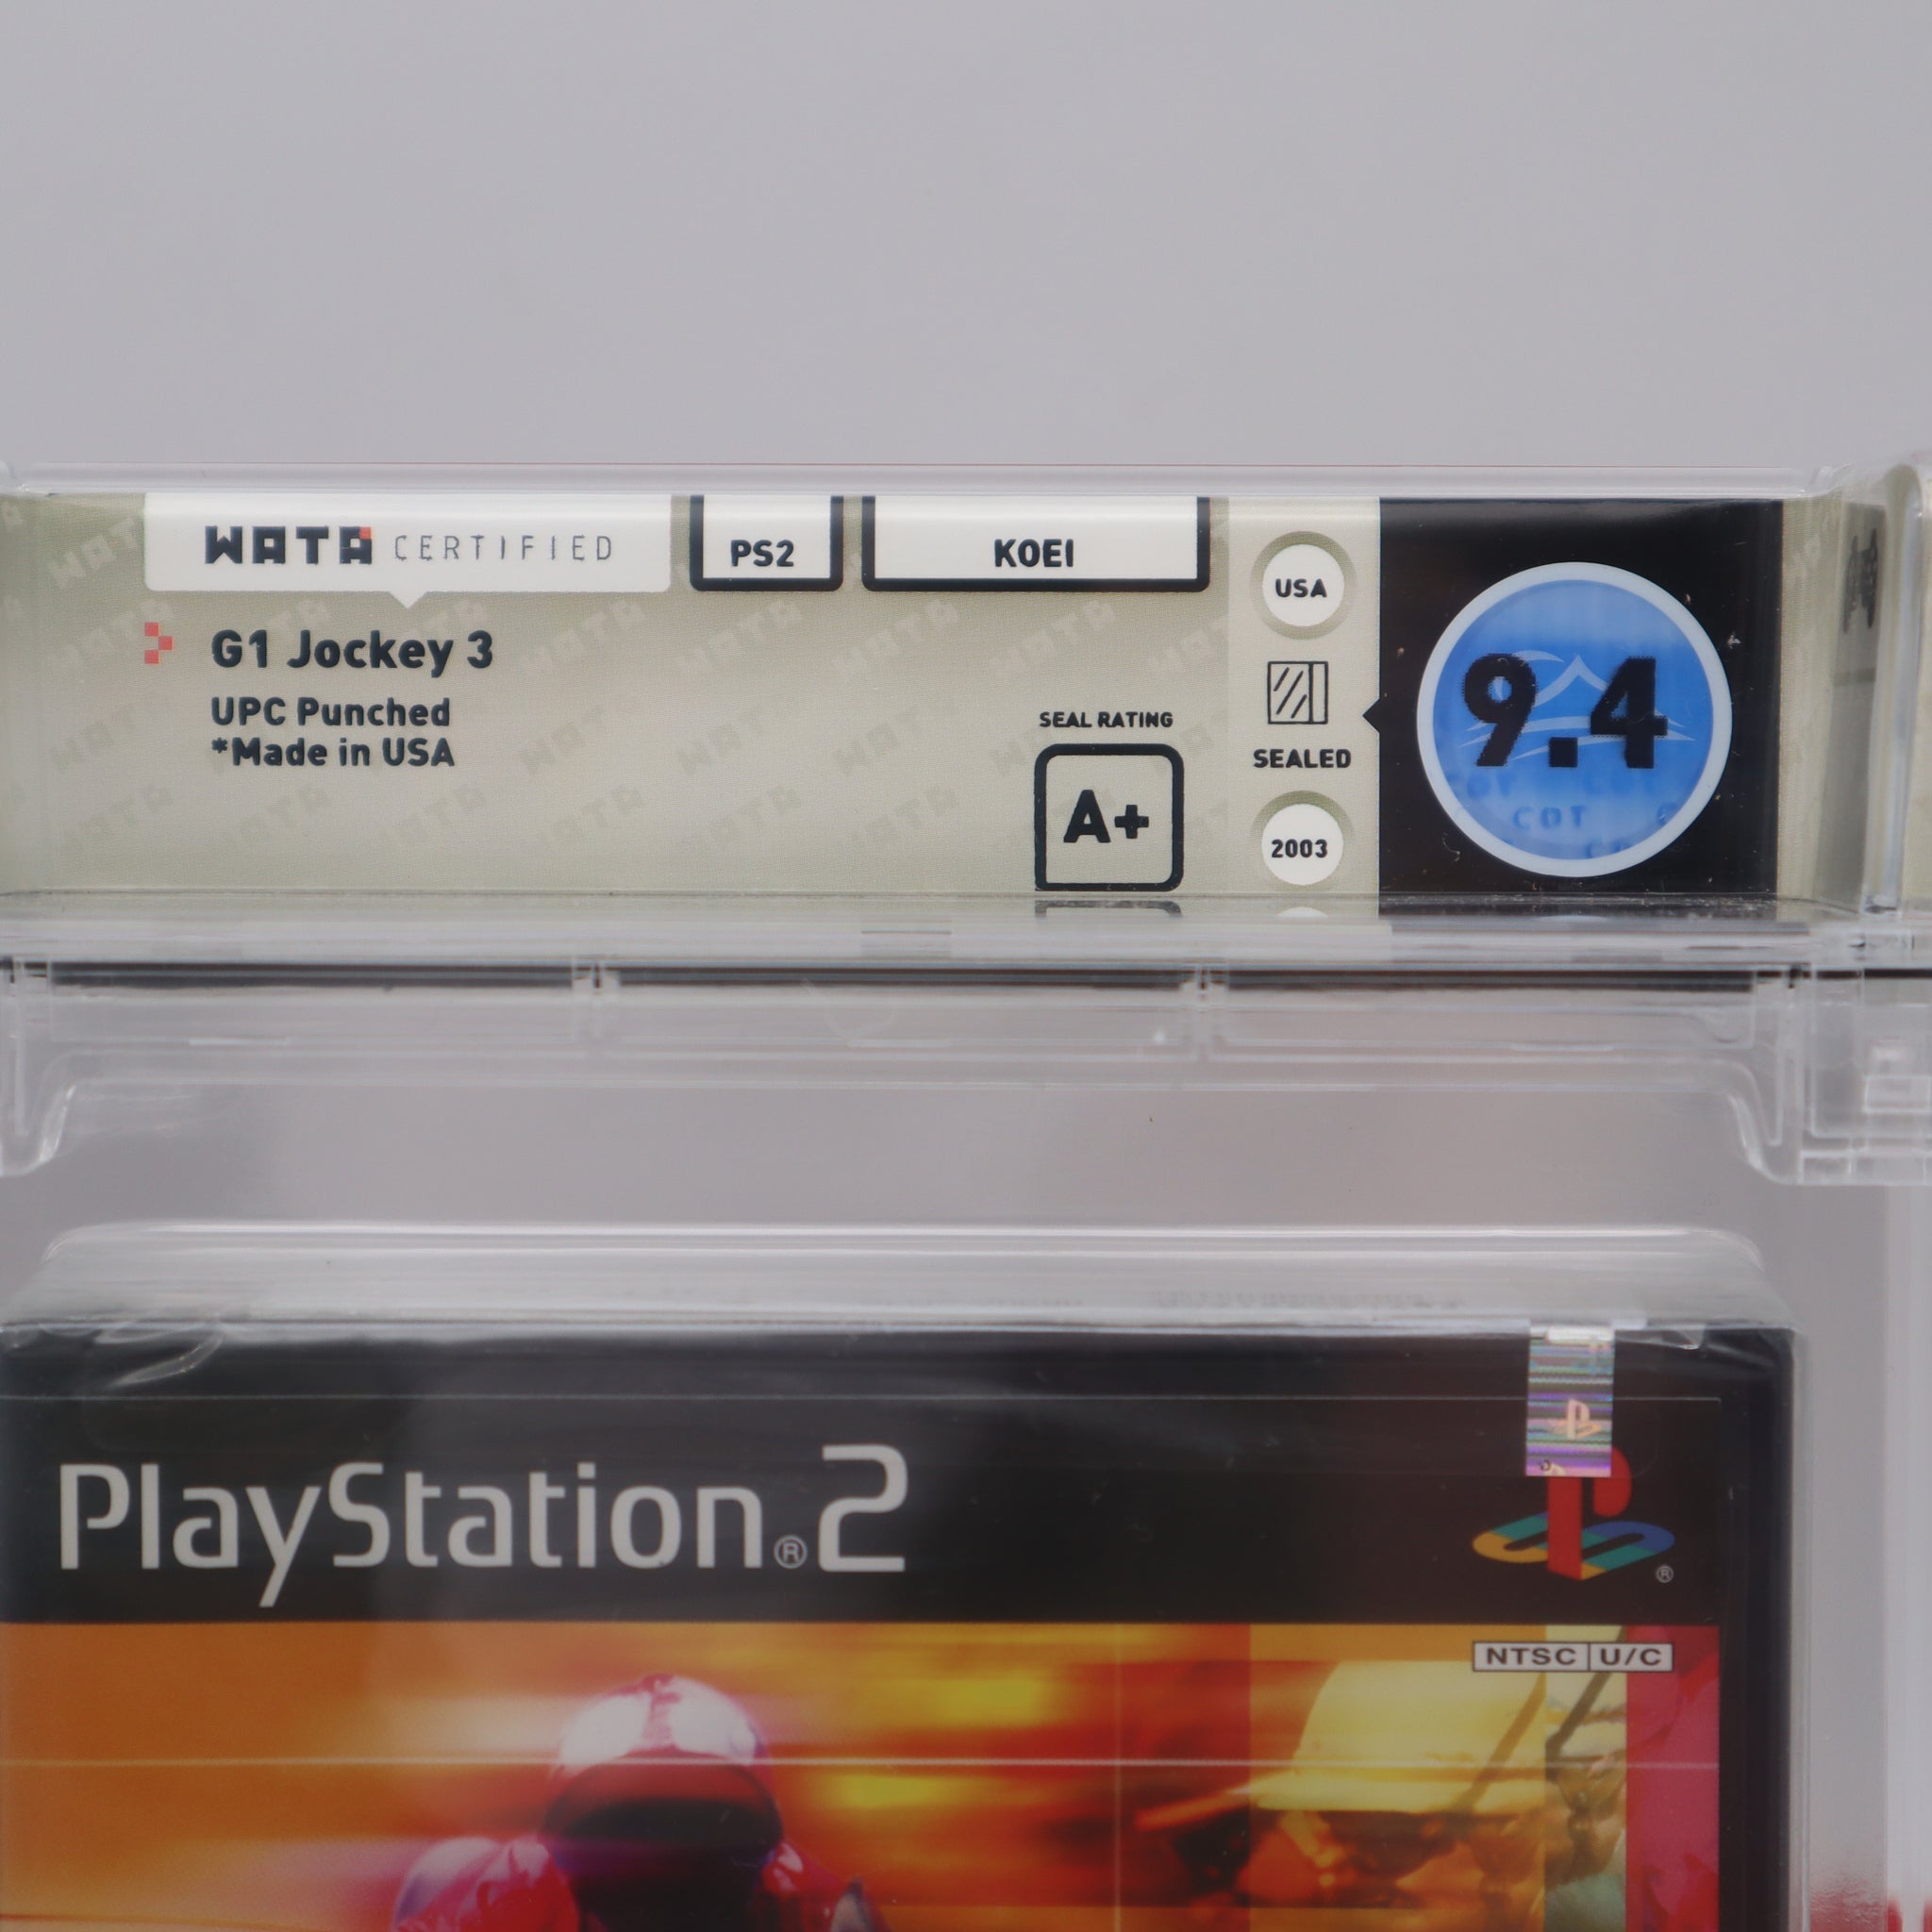 WATA CERTIFIED
PS2
KOEI
G1 Jockey 3
UPC Punched
*Made in USA
SEAL RATING
A+
USA
SEALED
2003
9.4
CDT
PlayStation®2
®
NTSC U/C